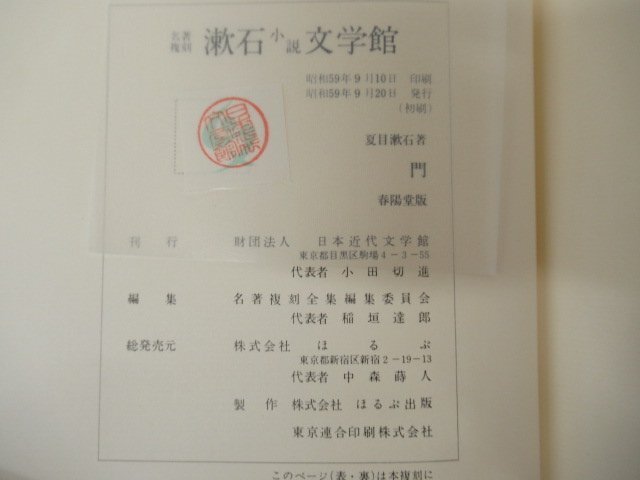 名著複刻 漱石小説文学館
昭和59年9月10日 印刷
昭和59年9月20日 発行
(初刷)
夏目漱石著
門
春陽堂版
刊行 財団法人 日本近代文学館
東京都目黒区駒場4-3-55
代表者 小田切進
編集 名著複刻全集編集委員会
代表者 稲垣達郎
総発売元 株式会社 ほるぷ
東京都新宿区新宿2-19-13
代表者 中森蒔人
製作 株式会社 ほるぷ出版
東京連合印刷株式会社
このページ(表・裏)は本複刻に